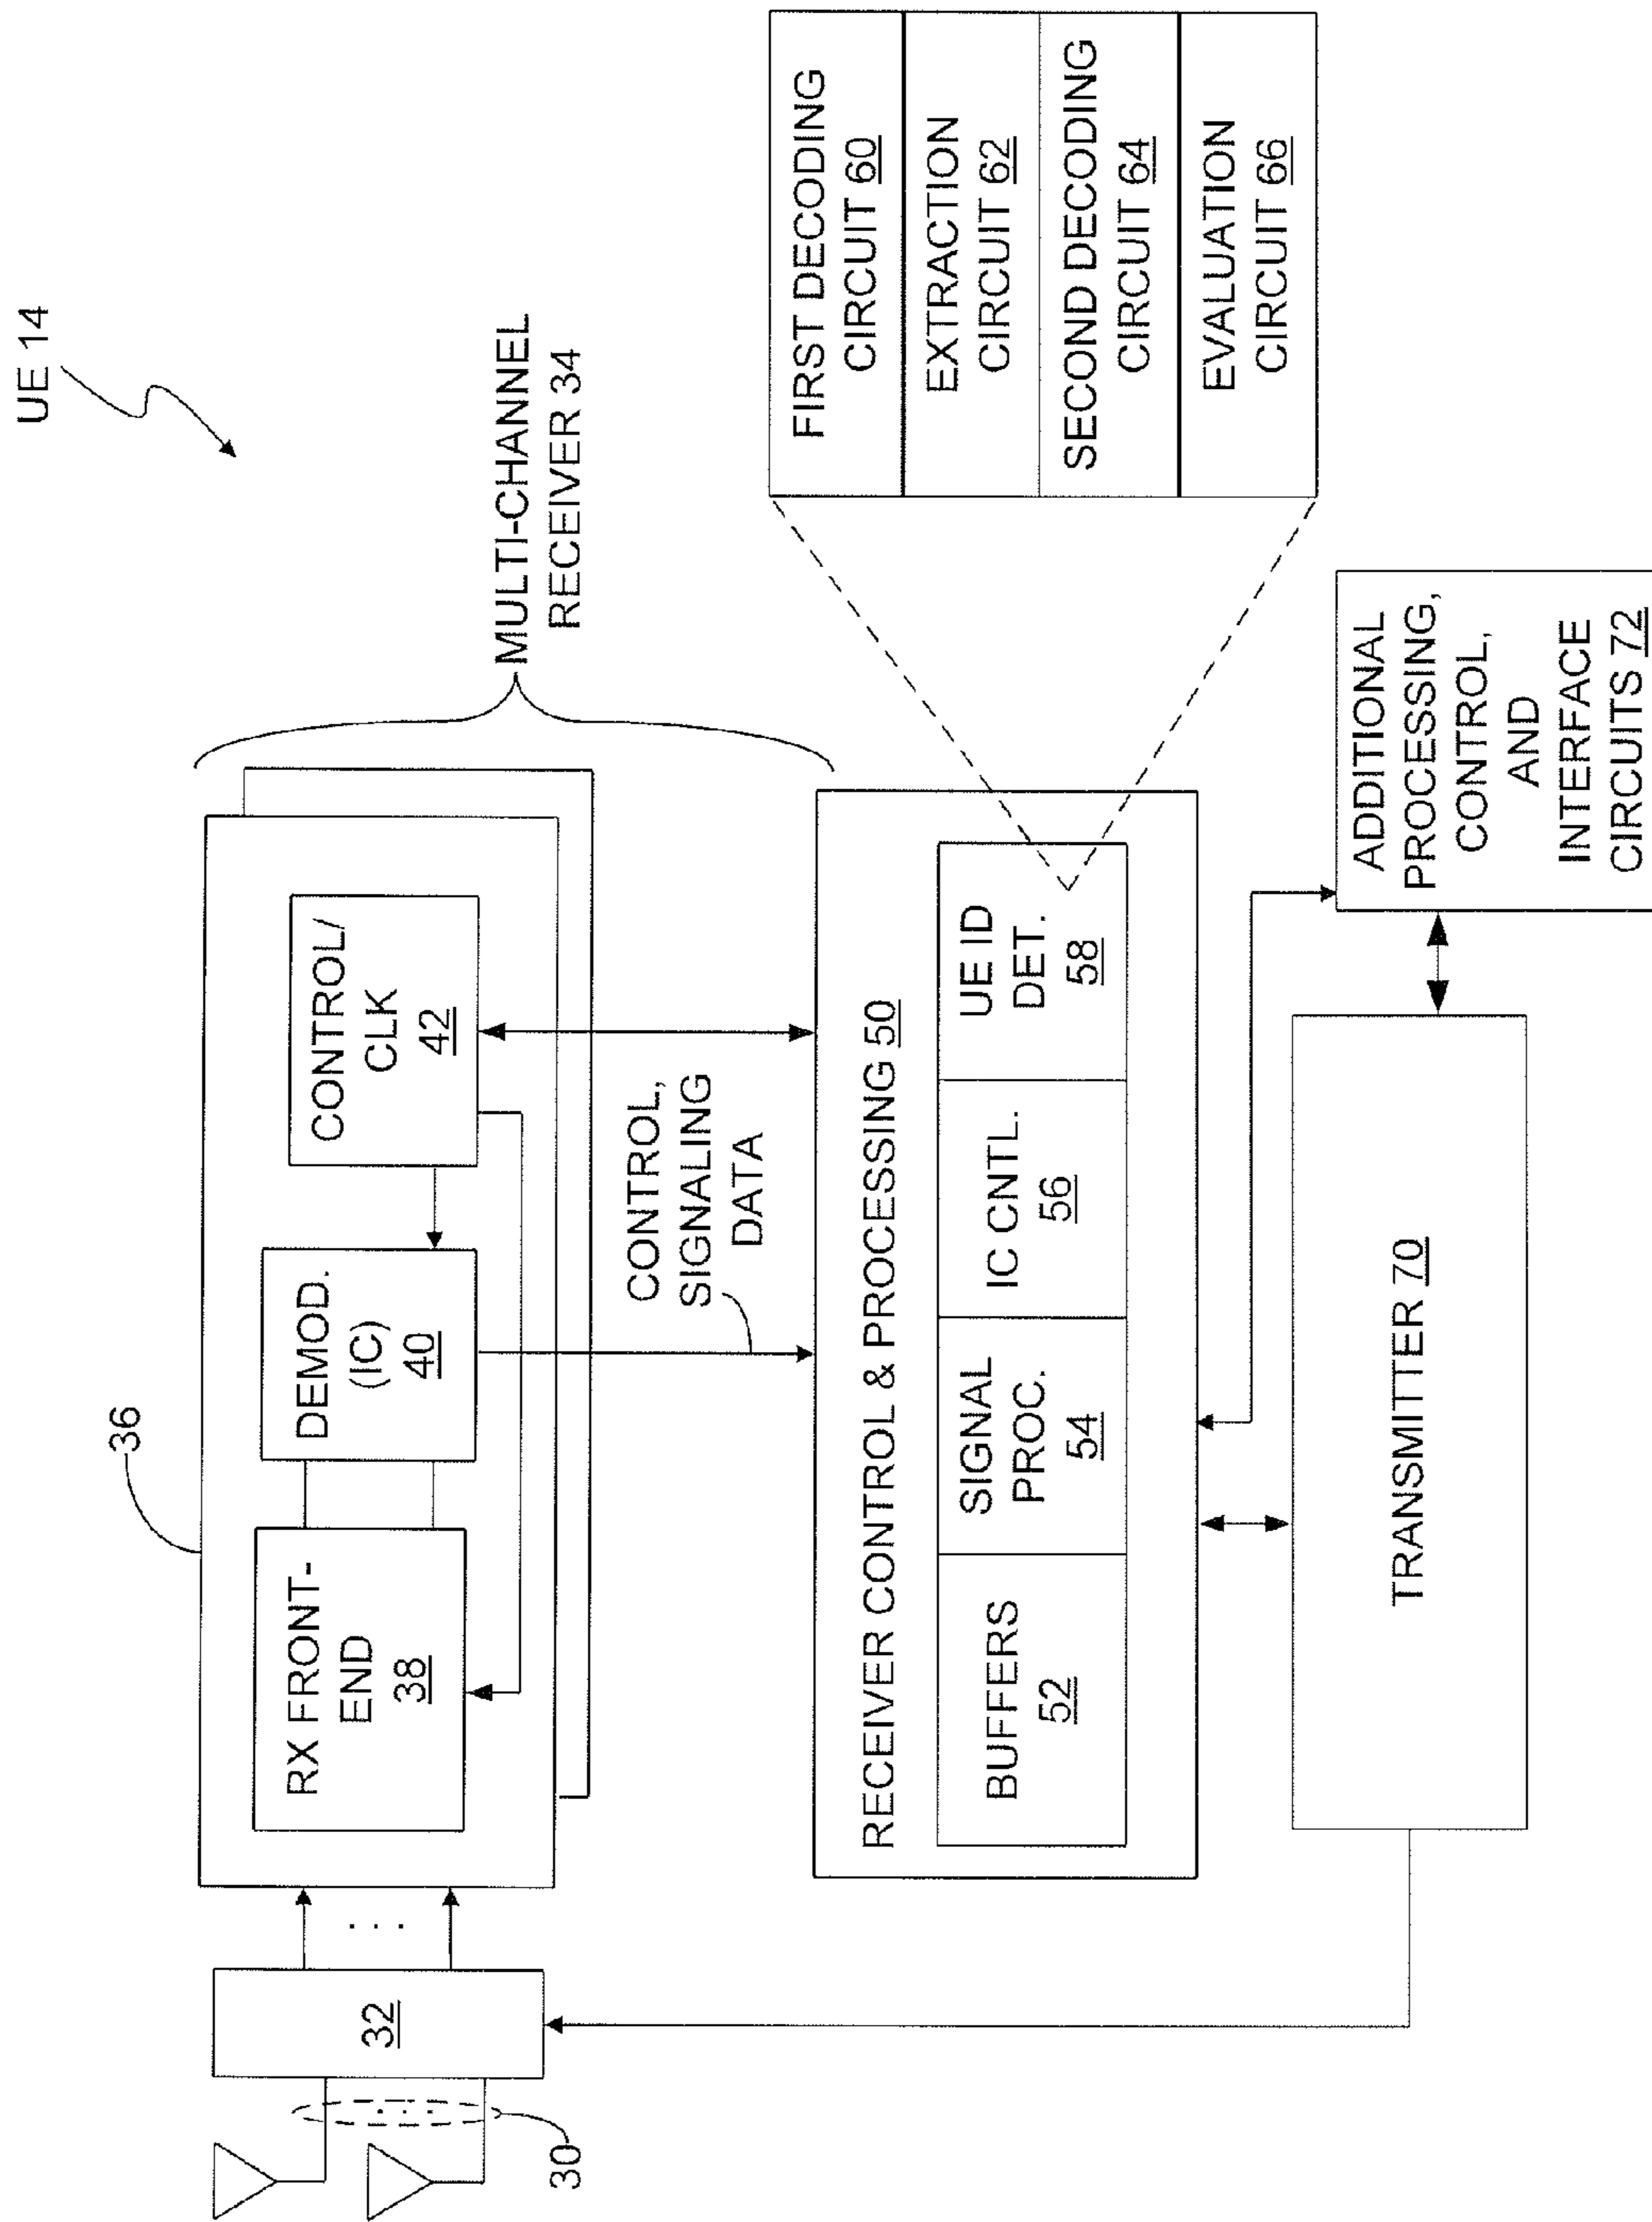 UE 14
MULTI-CHANNEL
RECEIVER 34
36
RX FRONT-
END
38
DEMOD.
(IC)
40
CONTROL/
CLK
42
32
. . .
30
. . .
CONTROL,
SIGNALING
DATA
RECEIVER CONTROL & PROCESSING 50
BUFFERS
52
SIGNAL
PROC.
54
IC CNTL.
56
UE ID
DET.
58
FIRST DECODING
CIRCUIT 60
EXTRACTION
CIRCUIT 62
SECOND DECODING
CIRCUIT 64
EVALUATION
CIRCUIT 66
TRANSMITTER 70
ADDITIONAL
PROCESSING,
CONTROL,
AND
INTERFACE
CIRCUITS 72